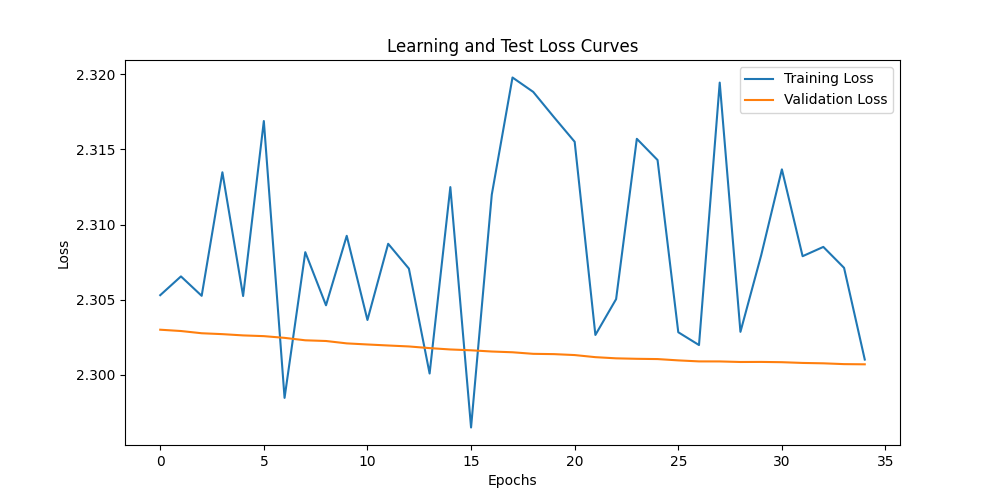 Learning and Test Loss Curves
2.320
2.315
2.310
2.305
2.300
Loss
Training Loss
Validation Loss
0 5 10 15 20 25 30 35
Epochs